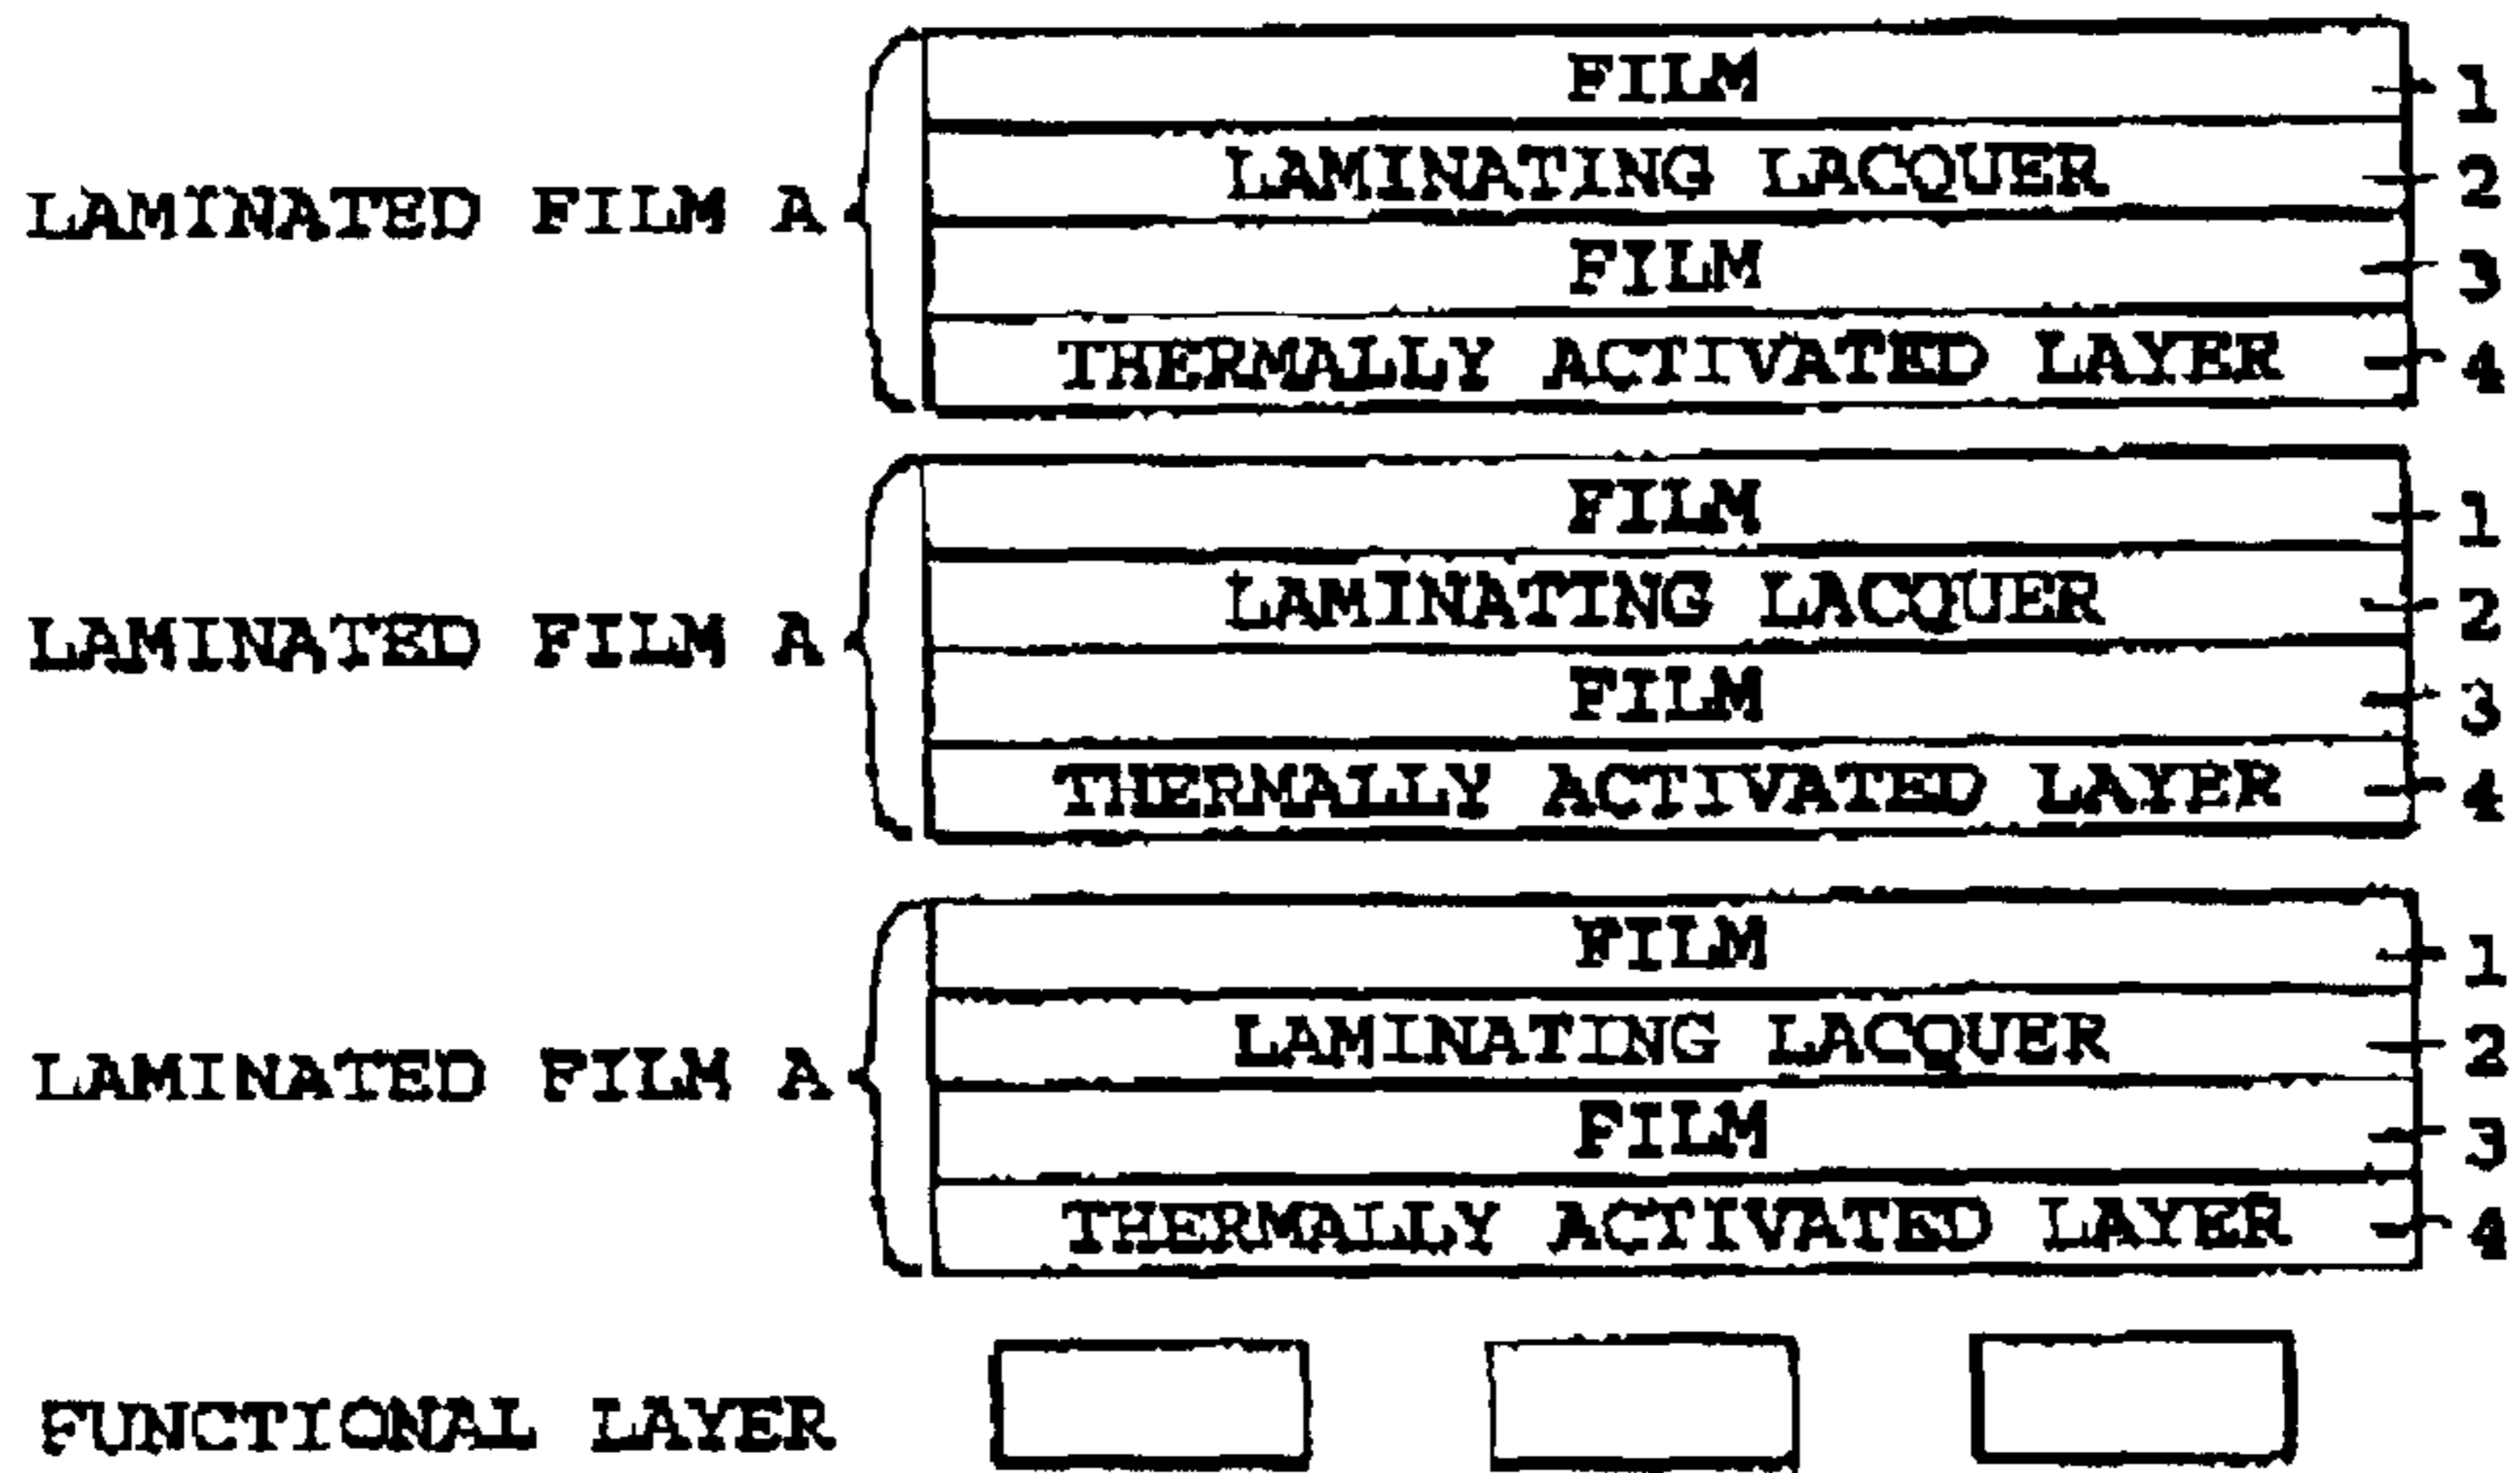 FILM 1
LAMINATING LACQUER 2
LAMINATED FILM A
FILM 3
THERMALLY ACTIVATED LAYER 4
FILM 1
LAMINATING LACQUER 2
LAMINATED FILM A
FILM 3
THERMALLY ACTIVATED LAYER 4
FILM 1
LAMINATING LACQUER 2
LAMINATED FILM A
FILM 3
THERMALLY ACTIVATED LAYER 4
FUNCTIONAL LAYER